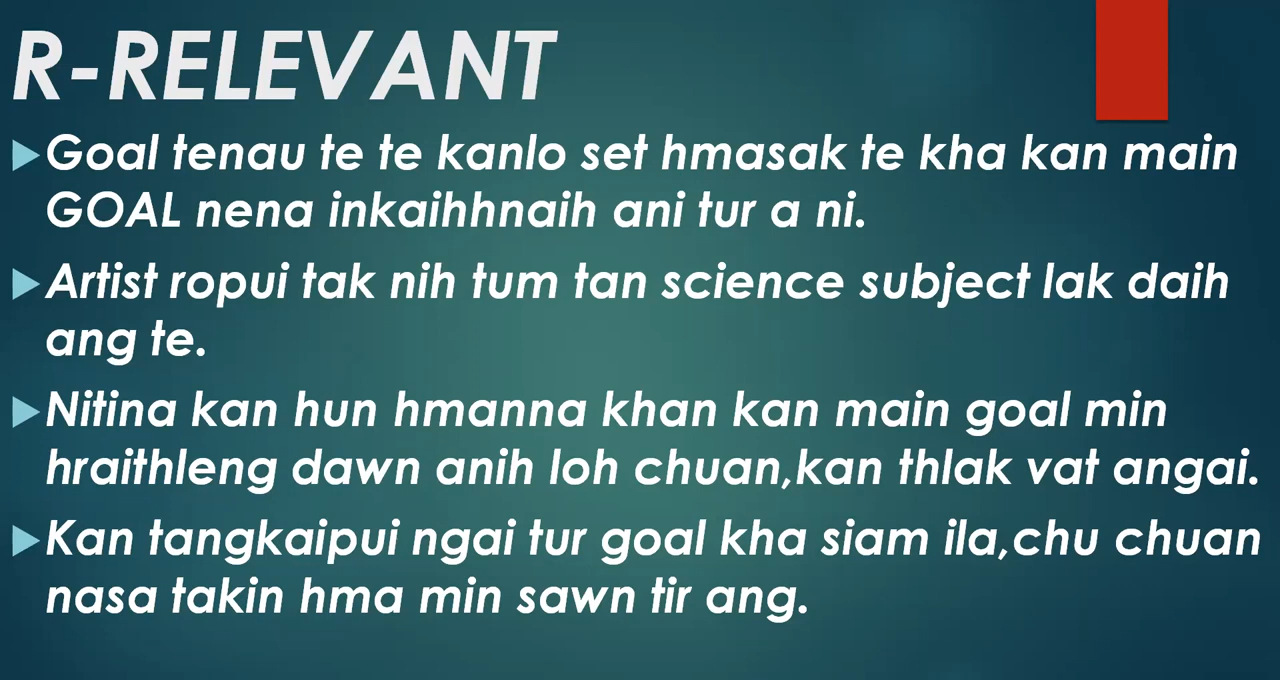 R-RELEVANT
Goal tenau te te kanlo set hmasak te kha kan main
GOAL nena inkaihhnaih ani tur a ni.
Artist ropui tak nih tum tan science subject lak daih
ang te.
Nitina kan hun hmanna khan kan main goal min
hraithleng dawn anih loh chuan,kan thlak vat angai.
Kan tangkaipui ngai tur goal kha siam ila,chu chuan
nasa takin hma min sawn tir ang.